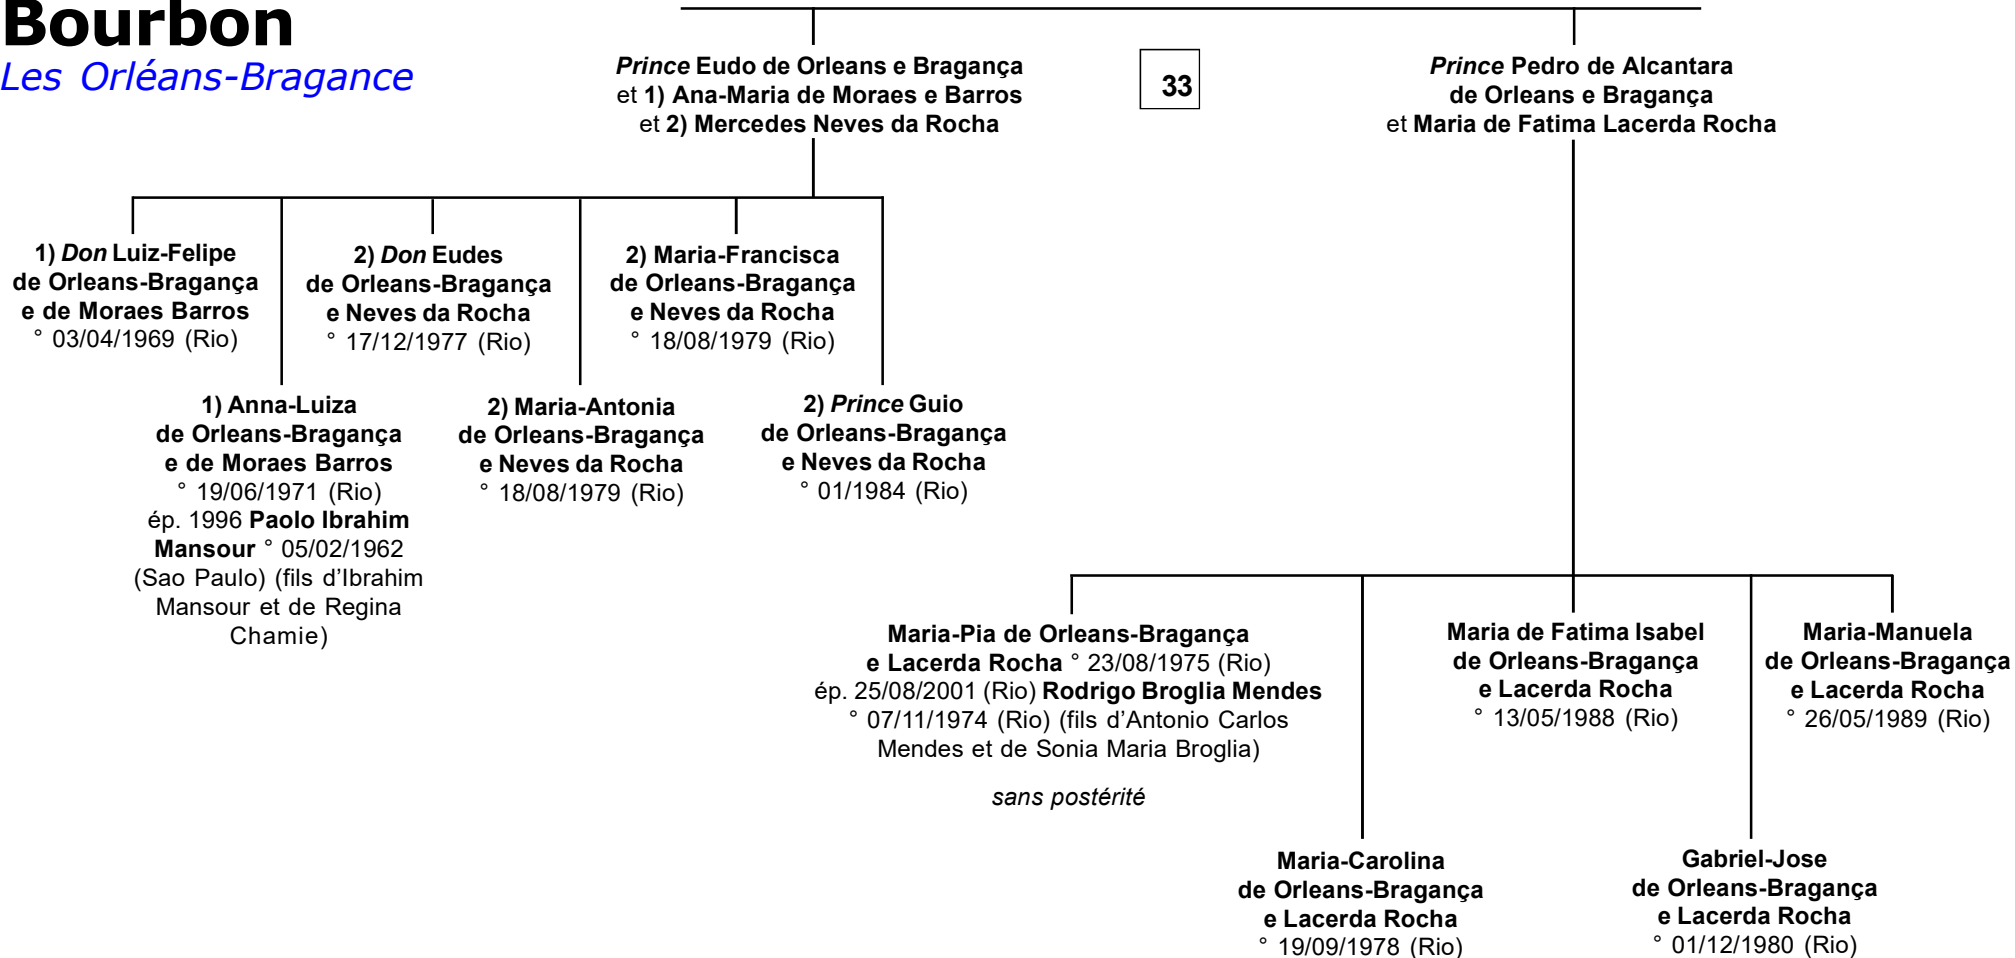 Bourbon
Les Orléans-Bragance
Prince Eudo de Orleans e Bragança
et 1) Ana-Maria de Moraes e Barros
et 2) Mercedes Neves da Rocha
33
Prince Pedro de Alcantara
de Orleans e Bragança
et Maria de Fatima Lacerda Rocha
1) Don Luiz-Felipe
de Orleans-Bragança
e de Moraes Barros
° 03/04/1969 (Rio)
2) Don Eudes
de Orleans-Bragança
e Neves da Rocha
° 17/12/1977 (Rio)
2) Maria-Francisca
de Orleans-Bragança
e Neves da Rocha
° 18/08/1979 (Rio)
1) Anna-Luiza
de Orleans-Bragança
e de Moraes Barros
° 19/06/1971 (Rio)
ép. 1996 Paolo Ibrahim
Mansour ° 05/02/1962
(Sao Paulo) (fils d'Ibrahim
Mansour et de Regina
Chamie)
2) Maria-Antonia
de Orleans-Bragança
e Neves da Rocha
° 18/08/1979 (Rio)
2) Prince Guio
de Orleans-Bragança
e Neves da Rocha
° 01/1984 (Rio)
Maria-Pia de Orleans-Bragança
e Lacerda Rocha ° 23/08/1975 (Rio)
ép. 25/08/2001 (Rio) Rodrigo Broglia Mendes
° 07/11/1974 (Rio) (fils d'Antonio Carlos
Mendes et de Sonia Maria Broglia)
sans postérité
Maria de Fatima Isabel
de Orleans-Bragança
e Lacerda Rocha
° 13/05/1988 (Rio)
Maria-Manuela
de Orleans-Bragança
e Lacerda Rocha
° 26/05/1989 (Rio)
Maria-Carolina
de Orleans-Bragança
e Lacerda Rocha
° 19/09/1978 (Rio)
Gabriel-Jose
de Orleans-Bragança
e Lacerda Rocha
° 01/12/1980 (Rio)